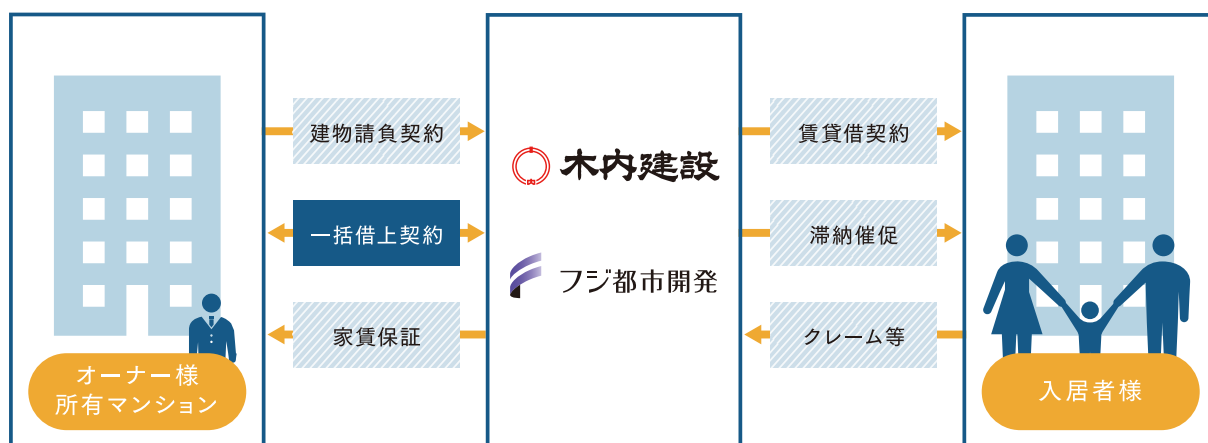 建物請負契約
一括借上契約
家賃保証
オーナー様
所有マンション
木内建設
フジ都市開発
賃貸借契約
滞納催促
クレーム等
入居者様